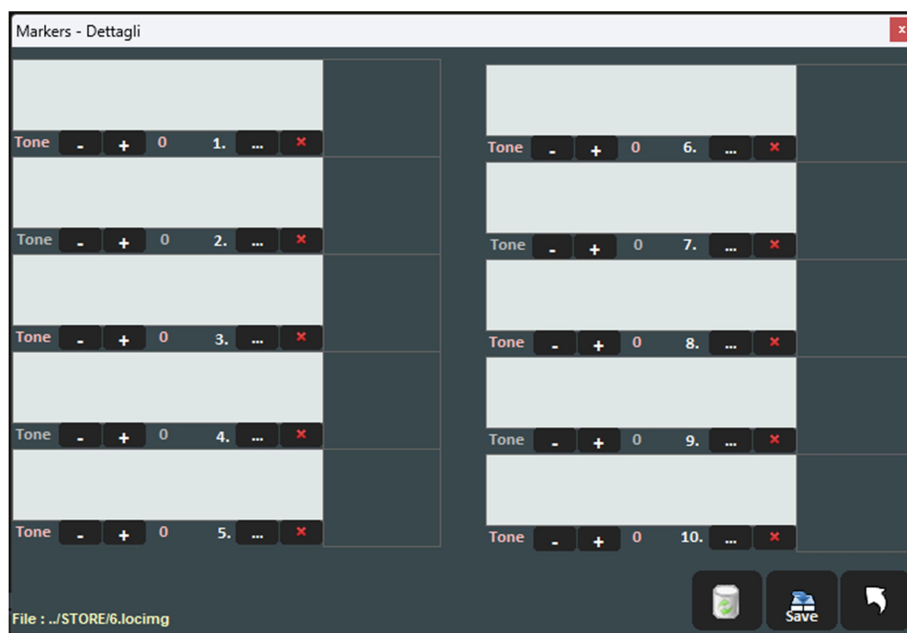 Markers - Dettagli
x
Tone - + 0 1. ... ×
Tone - + 0 2. ... ×
Tone - + 0 3. ... ×
Tone - + 0 4. ... ×
Tone - + 0 5. ... ×
Tone - + 0 6. ... ×
Tone - + 0 7. ... ×
Tone - + 0 8. ... ×
Tone - + 0 9. ... ×
Tone - + 0 10. ... ×
File : ../STORE/6.locimg
Save